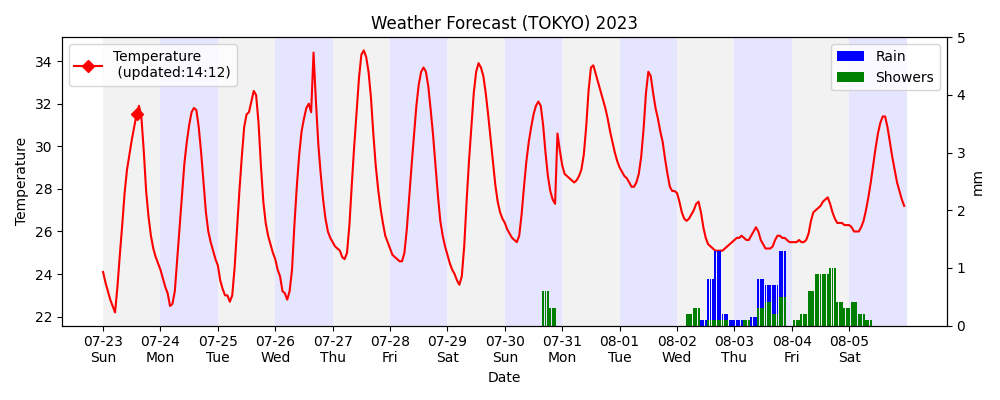 Weather Forecast (TOKYO) 2023
Temperature
(updated:14:12)
Rain
Showers
Temperature
34
32
30
28
26
24
22
5
4
3
2
1
0
mm
07-23 07-24 07-25 07-26 07-27 07-28 07-29 07-30 07-31 08-01 08-02 08-03 08-04 08-05
Sun Mon Tue Wed Thu Fri Sat Sun Mon Tue Wed Thu Fri Sat
Date